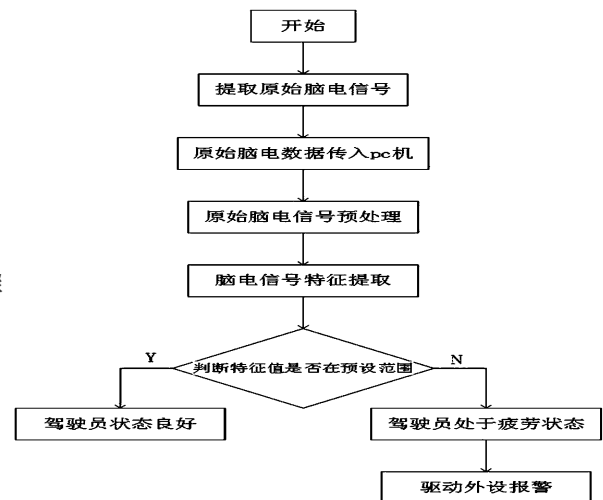 开始
提取原始脑电信号
原始脑电数据传入pc机
原始脑电信号预处理
脑电信号特征提取
判断特征值是否在预设范围
Y
N
驾驶员状态良好
驾驶员处于疲劳状态
驱动外设报警